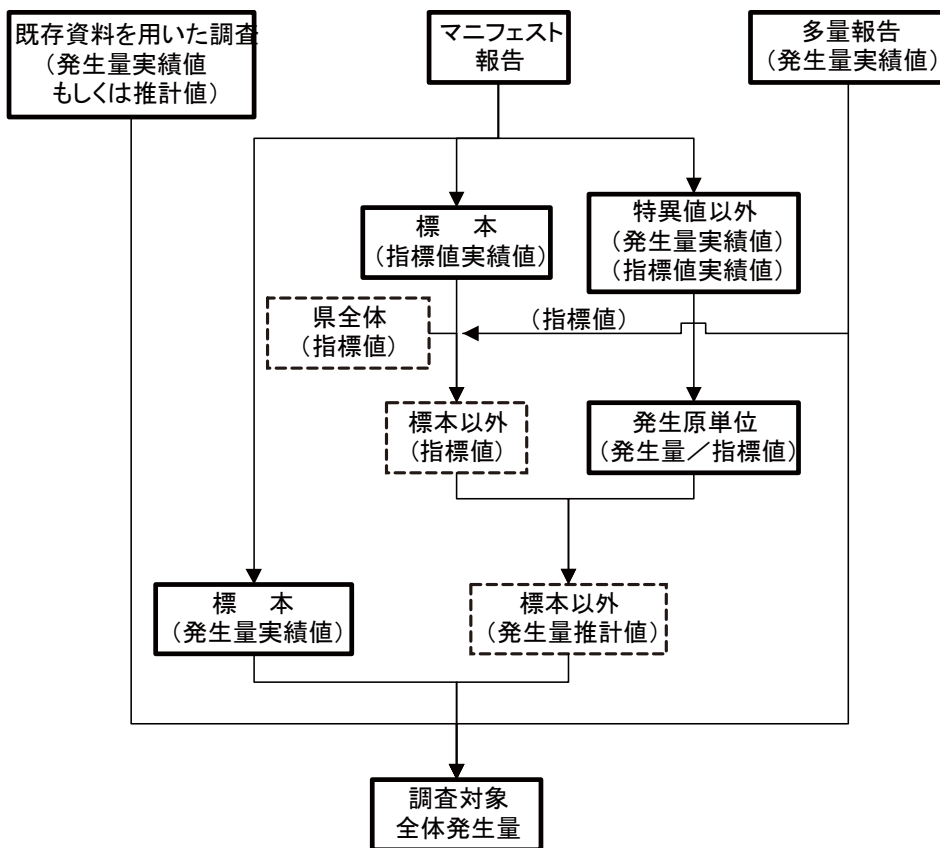 既存資料を用いた調査
(発生量実績値
もしくは推計値)
マニフェスト
報告
多量報告
(発生量実績値)
標 本
(指標値実績値)
特異値以外
(発生量実績値)
(指標値実績値)
県全体
(指標値)
(指標値)
標本以外
(指標値)
発生原単位
(発生量／指標値)
標 本
(発生量実績値)
標本以外
(発生量推計値)
調査対象
全体発生量